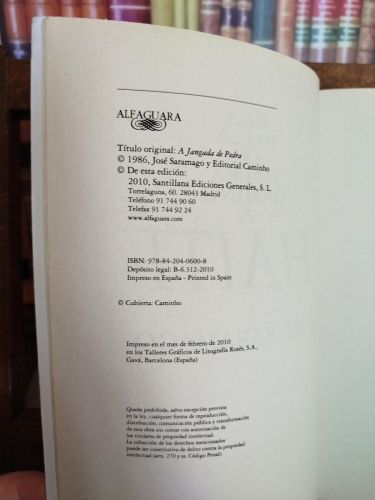 ALFAGUARA
Título original: A Jangada de Pedra
© 1986, José Saramago y Editorial Caminho
© De esta edición:
2010, Santillana Ediciones Generales, S. L.
Torrelaguna, 60. 28043 Madrid
Teléfono 91 744 90 60
Telefax 91 744 92 24
www.alfaguara.com
ISBN: 978-84-204-0600-8
Depósito legal: B-6.312-2010
Impreso en España - Printed in Spain
© Cubierta: Caminho
Impreso en el mes de febrero de 2010
en los Talleres Gráficos de Litografía Rosés, S.A.,
Gavá, Barcelona (España)
Queda prohibida, salvo excepción prevista
en la ley, cualquier forma de reproducción,
distribución, comunicación pública y transformación
de esta obra sin contar con autorización de
los titulares de propiedad intelectual.
La infracción de los derechos mencionados
puede ser constitutiva de delito contra la propiedad
intelectual (arts. 270 y ss. Código Penal).